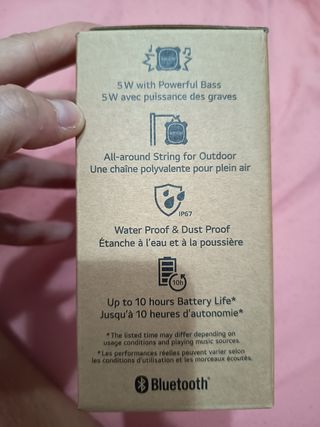 5 W with Powerful Bass
5 W avec puissance des graves
All-around String for Outdoor
Une chaîne polyvalente pour plein air
IP67
Water Proof & Dust Proof
Étanche à l'eau et à la poussière
10h
Up to 10 hours Battery Life*
Jusqu'à 10 heures d'autonomie*
*The listed time may differ depending on
usage conditions and playing music sources.
*Les performances réelles peuvent varier selon
les conditions d'utilisation et les morceaux écoutés.
Bluetooth®